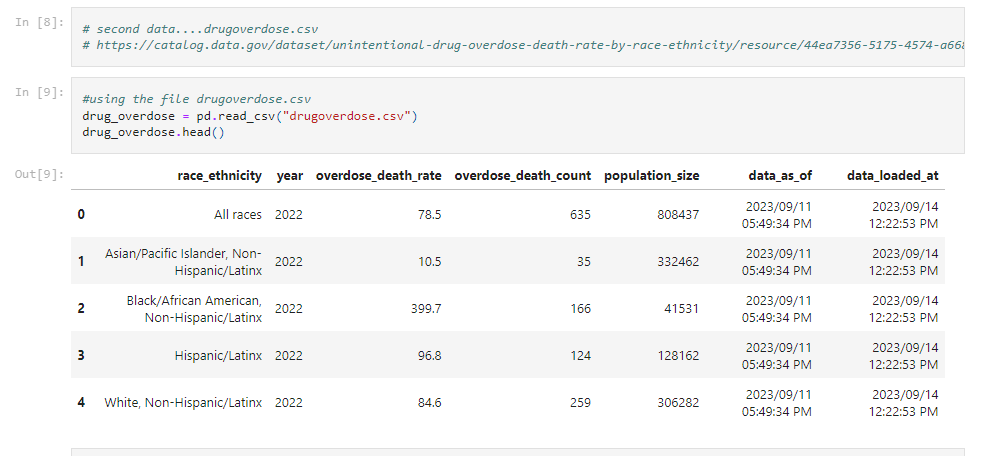 In [8]:
# second data....drugoverdose.csv
# https://catalog.data.gov/dataset/unintentional-drug-overdose-death-rate-by-race-ethnicity/resource/44ea7356-5175-4574-a66
In [9]:
#using the file drugoverdose.csv
drug_overdose = pd.read_csv("drugoverdose.csv")
drug_overdose.head()
Out[9]:
race_ethnicity year overdose_death_rate overdose_death_count population_size data_as_of data_loaded_at
0 All races 2022 78.5 635 808437 2023/09/11 05:49:34 PM 2023/09/14 12:22:53 PM
1 Asian/Pacific Islander, Non-Hispanic/Latinx 2022 10.5 35 332462 2023/09/11 05:49:34 PM 2023/09/14 12:22:53 PM
2 Black/African American, Non-Hispanic/Latinx 2022 399.7 166 41531 2023/09/11 05:49:34 PM 2023/09/14 12:22:53 PM
3 Hispanic/Latinx 2022 96.8 124 128162 2023/09/11 05:49:34 PM 2023/09/14 12:22:53 PM
4 White, Non-Hispanic/Latinx 2022 84.6 259 306282 2023/09/11 05:49:34 PM 2023/09/14 12:22:53 PM